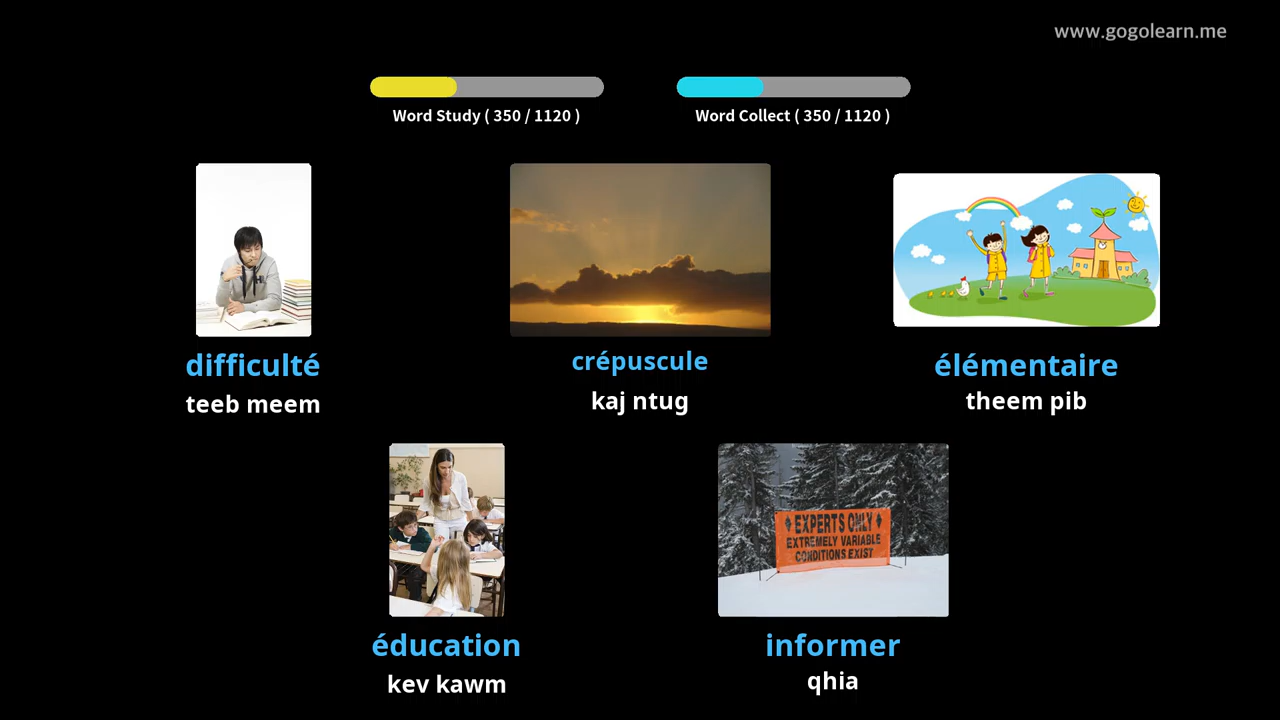 www.gogolearn.me
Word Study ( 350 / 1120 )
Word Collect ( 350 / 1120 )
difficulté
teeb meem
crépuscule
kaj ntug
élémentaire
theem pib
EXPERTS ONLY
EXTREMELY VARIABLE
CONDITIONS EXIST
éducation
kev kawm
informer
qhia